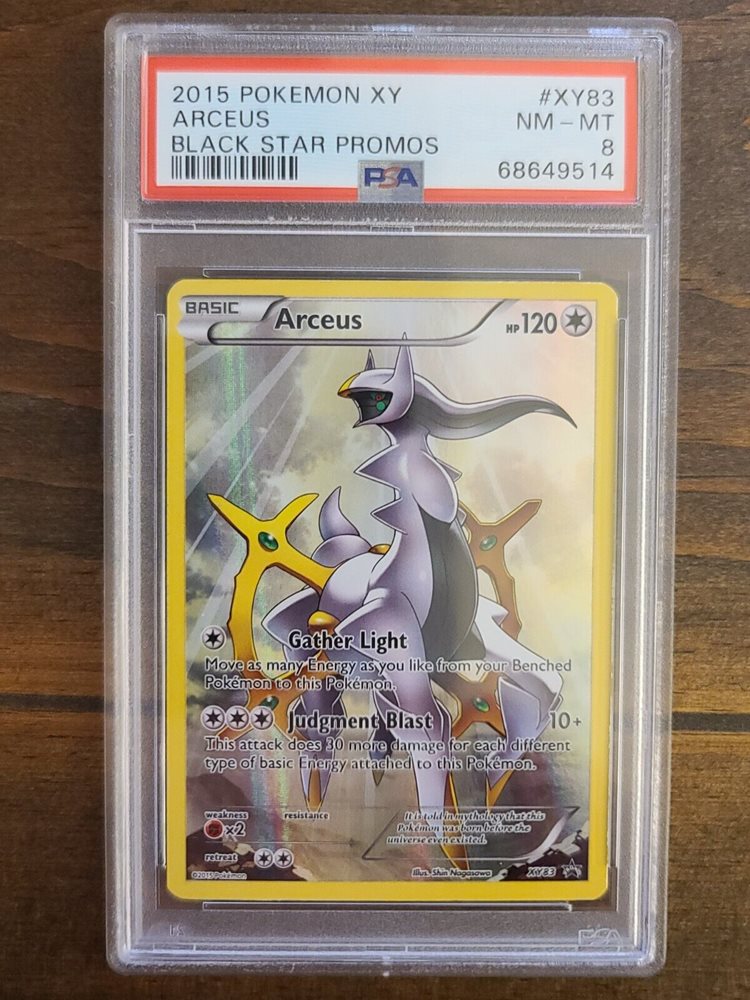 2015 POKEMON XY #XY83
ARCEUS NM-MT
BLACK STAR PROMOS 8
PSA 68649514
BASIC Arceus HP120
Gather Light
Move as many Energy as you like from your Benched
Pokémon to this Pokémon.
Judgment Blast 10+
This attack does 30 more damage for each different
type of basic Energy attached to this Pokémon.
weakness resistance
×2
retreat
It is told in mythology that this
Pokémon was born before the
universe even existed.
©2015 Pokémon Illus. Shin Nagasawa XY83
PSA